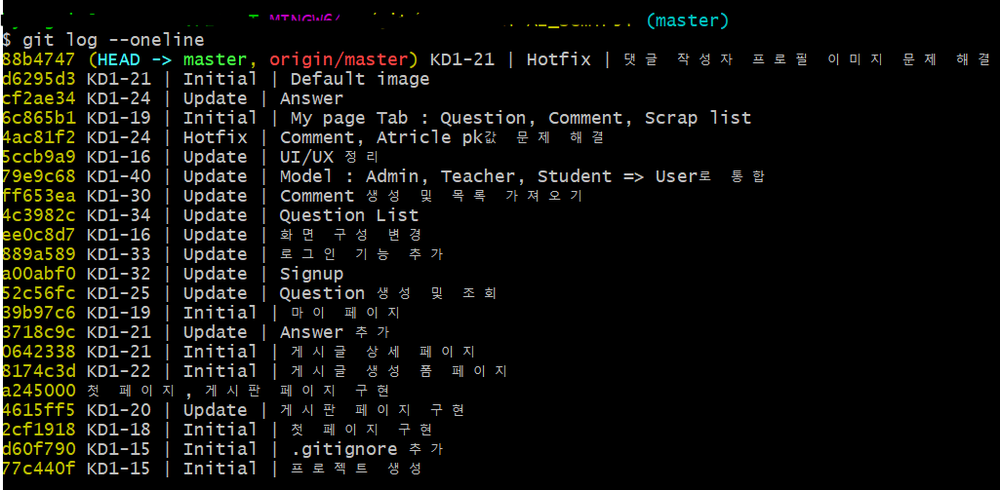 MINGW64 (master)
$ git log --oneline
88b4747 (HEAD -> master, origin/master) KD1-21 | Hotfix | 댓글 작성자 프로필 이미지 문제 해결
d6295d3 KD1-21 | Initial | Default image
cf2ae34 KD1-24 | Update | Answer
6c865b1 KD1-19 | Initial | My page Tab : Question, Comment, Scrap list
4ac81f2 KD1-24 | Hotfix | Comment, Atricle pk값 문제 해결
5ccb9a9 KD1-16 | Update | UI/UX 정리
79e9c68 KD1-40 | Update | Model : Admin, Teacher, Student => User로 통합
ff653ea KD1-30 | Update | Comment 생성 및 목록 가져오기
4c3982c KD1-34 | Update | Question List
ee0c8d7 KD1-16 | Update | 화면 구성 변경
889a589 KD1-33 | Update | 로그인 기능 추가
a00abf0 KD1-32 | Update | Signup
52c56fc KD1-25 | Update | Question 생성 및 조회
39b97c6 KD1-19 | Initial | 마이 페이지
3718c9c KD1-21 | Update | Answer 추가
0642338 KD1-21 | Initial | 게시글 상세 페이지
8174c3d KD1-22 | Initial | 게시글 생성 폼 페이지
a245000 첫 페이지, 게시판 페이지 구현
4615ff5 KD1-20 | Update | 게시판 페이지 구현
2cf1918 KD1-18 | Initial | 첫 페이지 구현
d60f790 KD1-15 | Initial | .gitignore 추가
77c440f KD1-15 | Initial | 프로젝트 생성